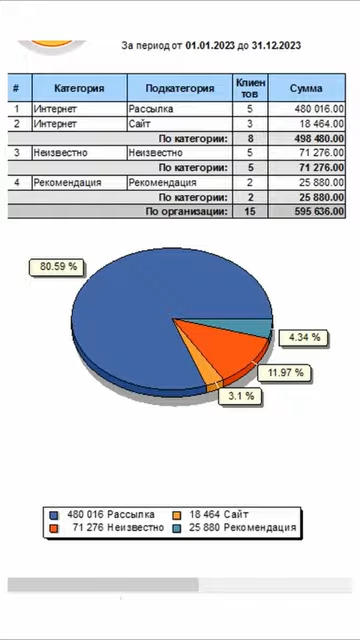 За период от 01.01.2023 до 31.12.2023
# Категория Подкатегория Клиен тов Сумма
1 Интернет Рассылка 5 480 016.00
2 Интернет Сайт 3 18 464.00
По категории: 8 498 480.00
3 Неизвестно Неизвестно 5 71 276.00
По категории: 5 71 276.00
4 Рекомендация Рекомендация 2 25 880.00
По категории: 2 25 880.00
По организации: 15 595 636.00
80.59 %
4.34 %
11.97 %
3.1 %
480 016 Рассылка 18 464 Сайт
71 276 Неизвестно 25 880 Рекомендация